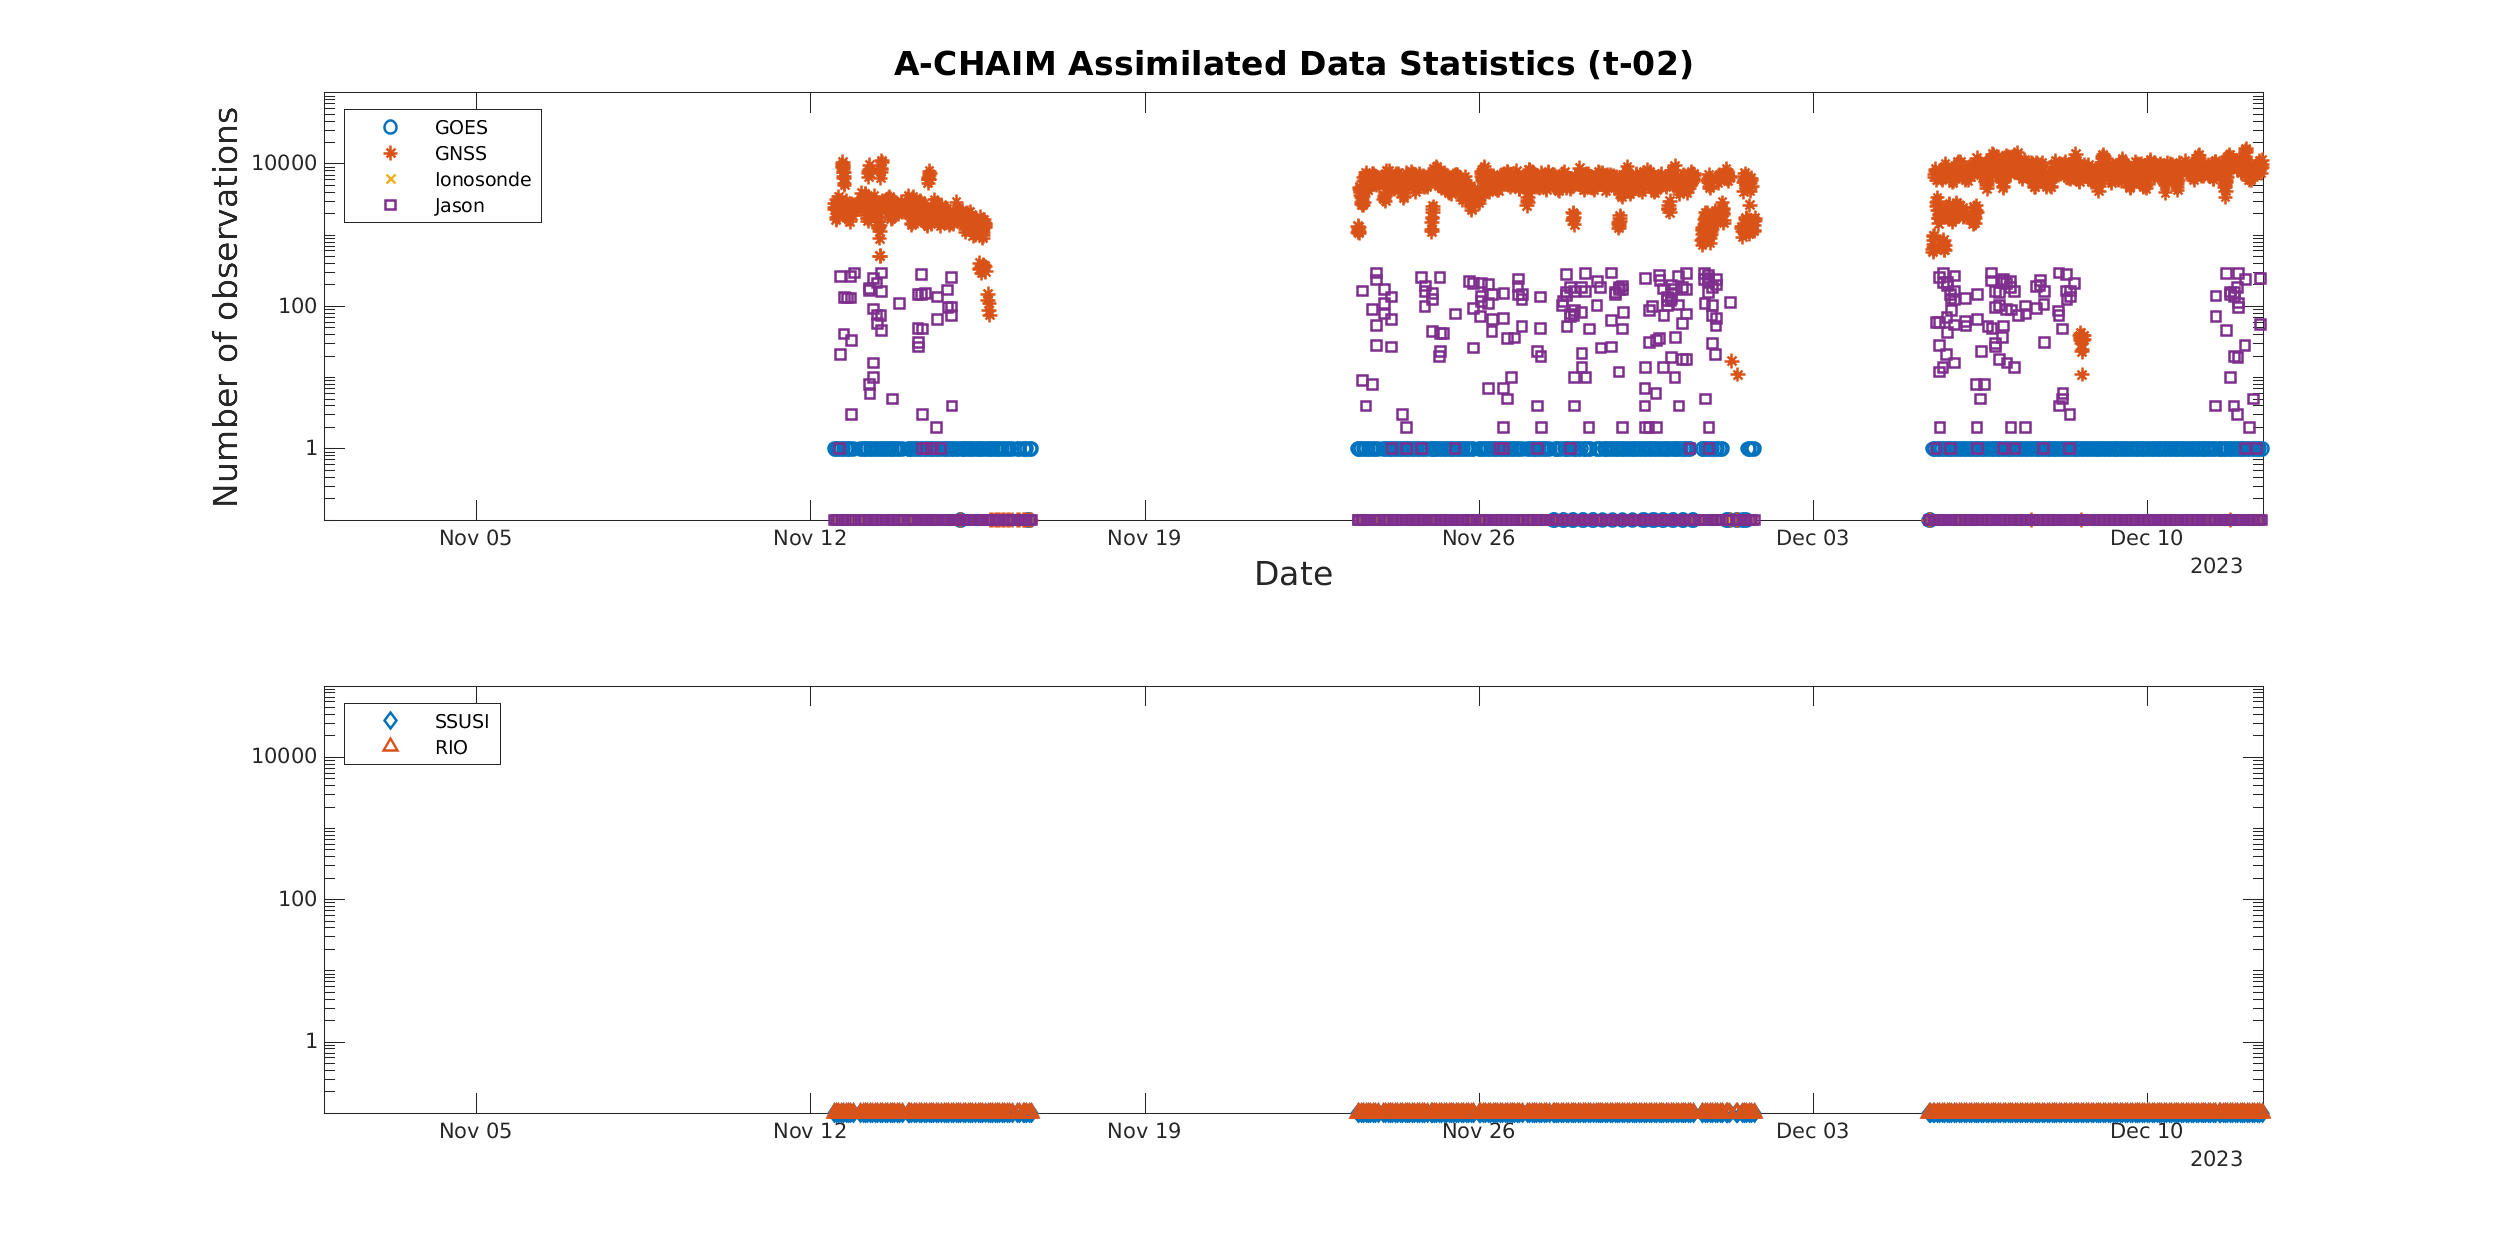 A-CHAIM Assimilated Data Statistics (t-02)
GOES
GNSS
Ionosonde
Jason
10000
100
1
Number of observations
Nov 05
Nov 12
Nov 19
Nov 26
Dec 03
Dec 10
2023
Date
SSUSI
RIO
10000
100
1
Nov 05
Nov 12
Nov 19
Nov 26
Dec 03
Dec 10
2023